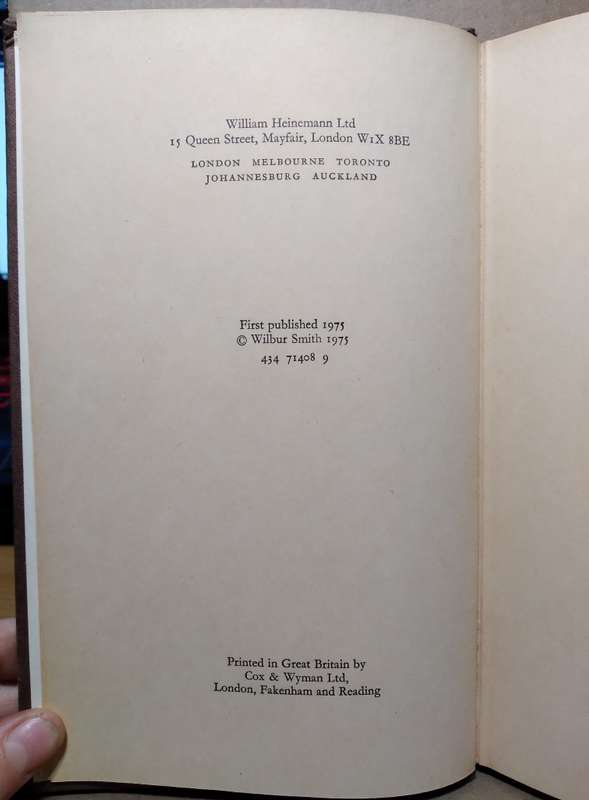 William Heinemann Ltd
15 Queen Street, Mayfair, London W1X 8BE
LONDON MELBOURNE TORONTO
JOHANNESBURG AUCKLAND
First published 1975
© Wilbur Smith 1975
434 71408 9
Printed in Great Britain by
Cox & Wyman Ltd,
London, Fakenham and Reading